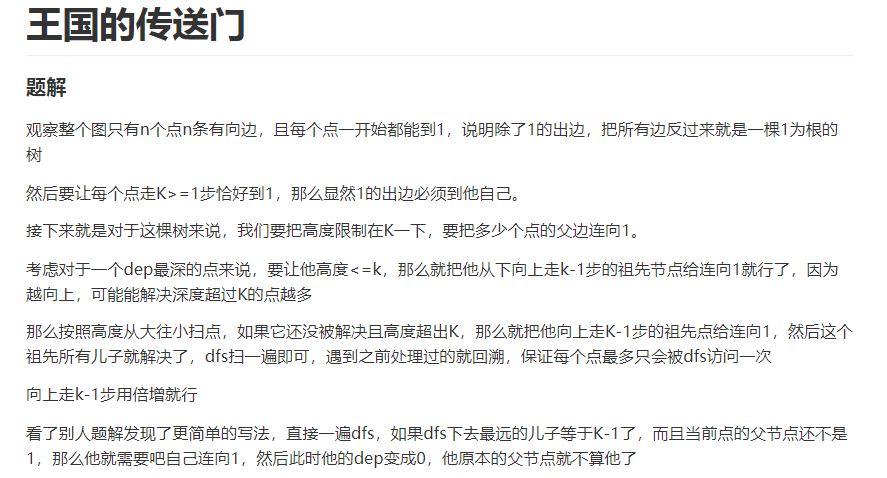 王国的传送门
题解
观察整个图只有n个点n条有向边，且每个点一开始都能到1，说明除了1的出边，把所有边反过来就是一棵1为根的
树
然后要让每个点走K>=1步恰好到1，那么显然1的出边必须到他自己。
接下来就是对于这棵树来说，我们要把高度限制在K一下，要把多少个点的父边连向1。
考虑对于一个dep最深的点来说，要让他高度<=k，那么就把他从下向上走k-1步的祖先节点给连向1就行了，因为
越向上，可能能解决深度超过K的点越多
那么按照高度从大往小扫点，如果它还没被解决且高度超出K，那么就把他向上走K-1步的祖先点给连向1，然后这个
祖先所有儿子就解决了，dfs扫一遍即可，遇到之前处理过的就回溯，保证每个点最多只会被dfs访问一次
向上走k-1步用倍增就行
看了别人题解发现了更简单的写法，直接一遍dfs，如果dfs下去最远的儿子等于K-1了，而且当前点的父节点还不是
1，那么他就需要吧自己连向1，然后此时他的dep变成0，他原本的父节点就不算他了